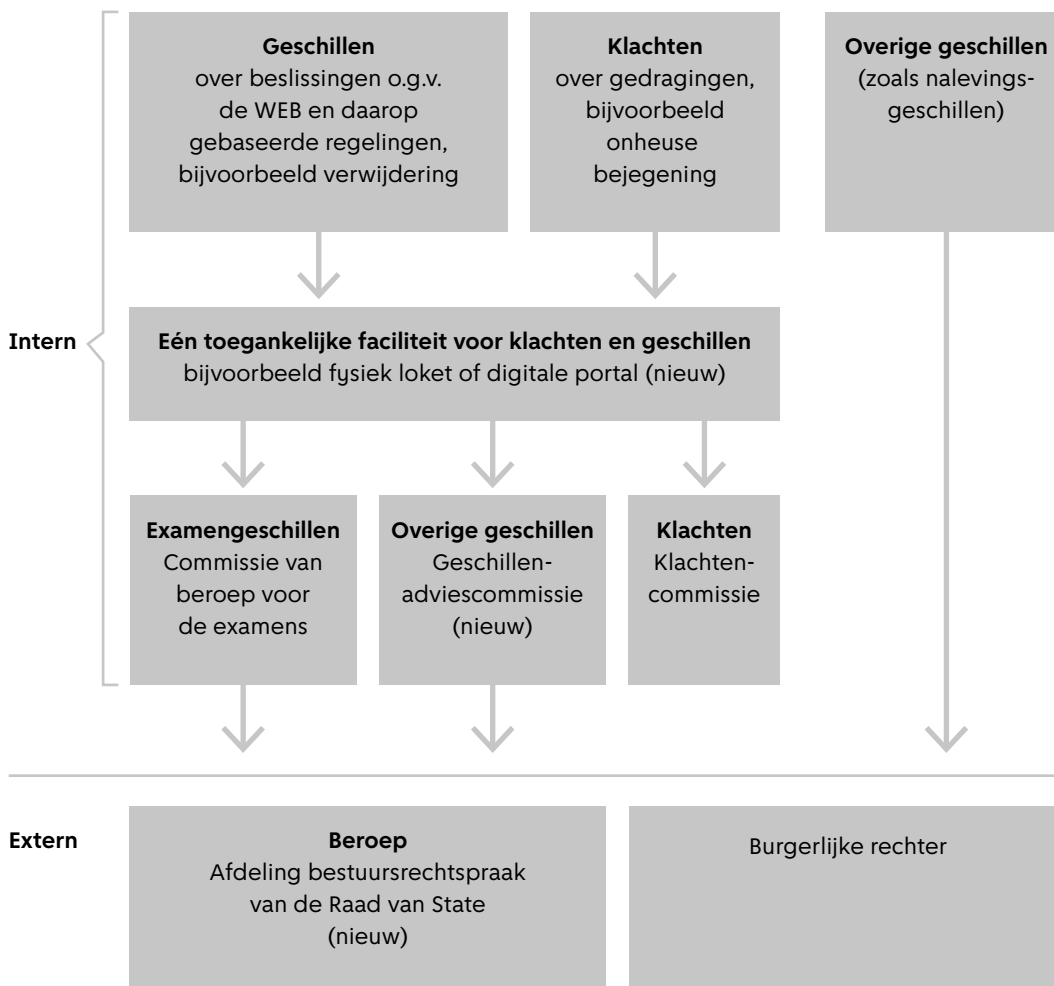 Geschillen
over beslissingen o.g.v.
de WEB en daarop
gebaseerde regelingen,
bijvoorbeeld verwijdering
Klachten
over gedragingen,
bijvoorbeeld
onheuse
bejegening
Overige geschillen
(zoals nalevings-
geschillen)
Intern
Eén toegankelijke faciliteit voor klachten en geschillen
bijvoorbeeld fysiek loket of digitale portal (nieuw)
Examengeschillen
Commissie van
beroep voor
de examens
Overige geschillen
Geschillen-
adviescommissie
(nieuw)
Klachten
Klachten-
commissie
Extern
Beroep
Afdeling bestuursrechtspraak
van de Raad van State
(nieuw)
Burgerlijke rechter